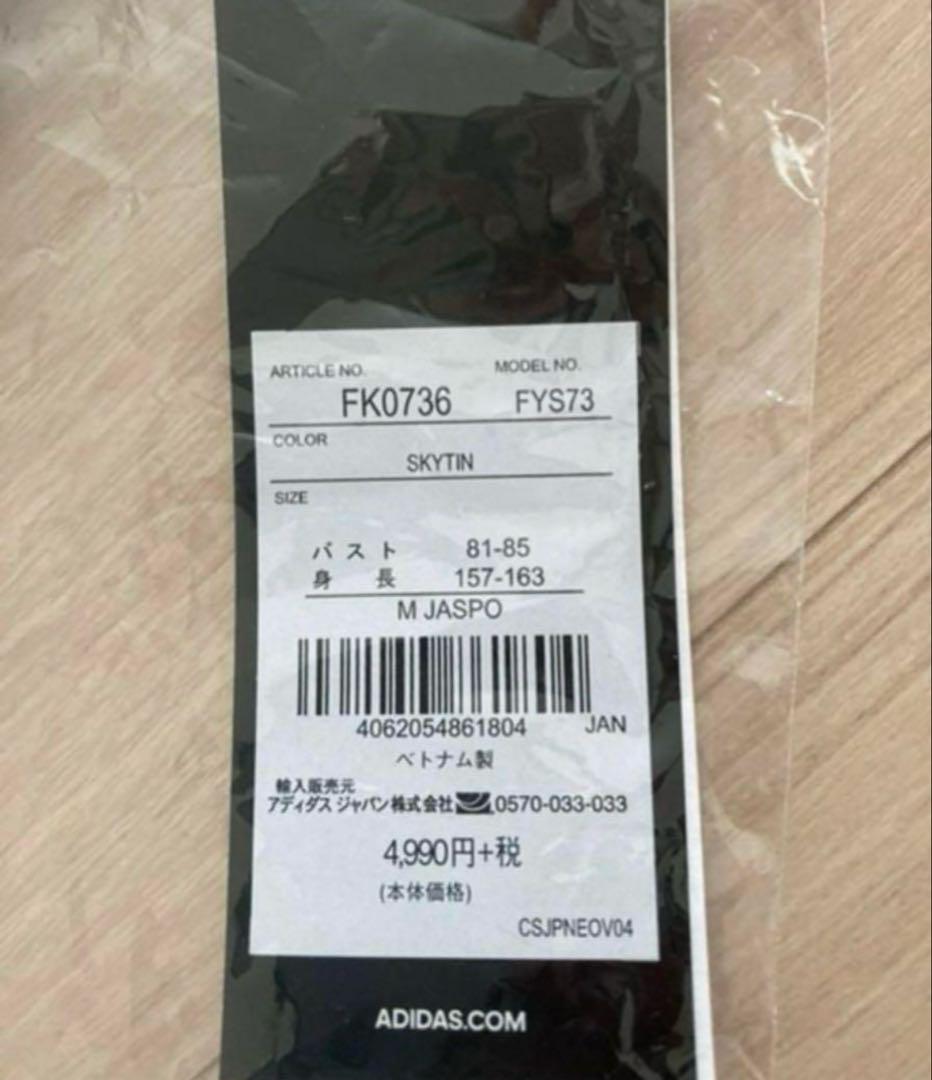 ARTICLE NO. MODEL NO.
FK0736 FYS73
COLOR
SKYTIN
SIZE
バスト 81-85
身長 157-163
M JASPO
4062054861804 JAN
ベトナム製
輸入販売元
アディダス ジャパン株式会社 0570-033-033
4,990円+税
(本体価格)
CSJPNEOV04
ADIDAS.COM